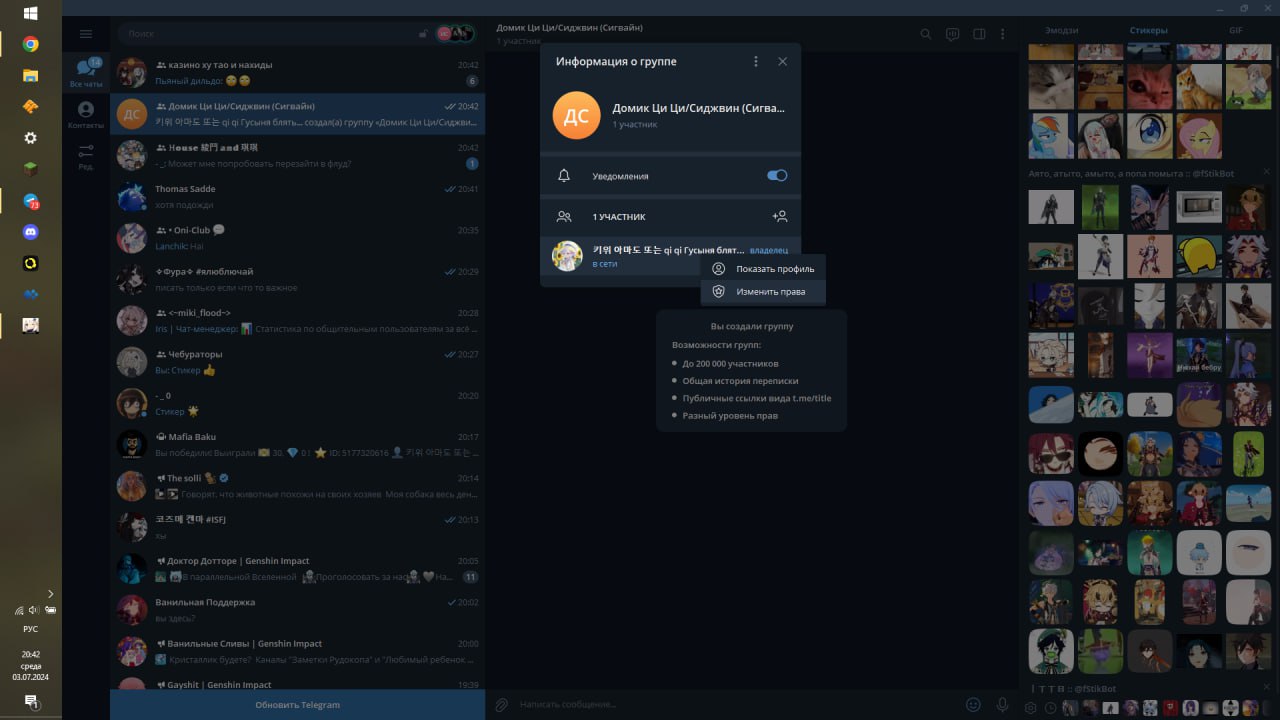 Домик Ци Ци/Сиджвин (Сигвайн)
1 участник
Поиск
Эмодзи
Стикеры
GIF
14
Все чаты
Контакты
Ред.
казино ху тао и нахиды
20:42
Пьяный дильдо: 😁😁
6
ДС
Домик Ци Ци/Сиджвин (Сигвайн)
20:42
키위 아마도 또는 qi qi Гусыня блять... создал(а) группу «Домик Ци Ци/Сиджви...
20:42
- _: Может мне попробовать перезайти в флуд?
1
Thomas Sadde
20:41
хотя подожди
• Oni-Club 💬
20:35
Lanchik: Hai
✧Фура✧ #ялюблючай
20:29
писать только если что то важное
<~miki_flood~>
20:28
Iris | Чат-менеджер: 📊 Статистика по общительным пользователям за всё ...
Чебураторы
20:27
Вы: Стикер 👍
- _ 0
20:20
Стикер 🌟
Mafia Baku
20:17
Вы победили! Выиграли 💵 30, 💎 0 ! ⭐ ID: 5177320616 👤 키위 아마도 또는 ...
The solli
20:14
Говорят, что животные похожи на своих хозяев Моя собака весь ден...
코즈메 켄마 #ISFJ
20:13
хы
Доктор Дотторе | Genshin Impact
20:05
В параллельной Вселенной Проголосовать за нас 🤍На...
11
Ванильная Поддержка
20:02
вы здесь?
Ванильные Сливы | Genshin Impact
20:00
Кристаллик будете? Каналы "Заметки Рудокопа" и "Любимый ребенок ...
Gayshit | Genshin Impact
19:39
Обновить Telegram
Информация о группе
ДС
Домик Ци Ци/Сиджвин (Сигва...
1 участник
Уведомления
1 УЧАСТНИК
키위 아마도 또는 qi qi Гусыня блят...
владелец
в сети
Показать профиль
Изменить права
Вы создали группу
Возможности групп:
До 200 000 участников
Общая история переписки
Публичные ссылки вида t.me/title
Разный уровень прав
Написать сообщение...
Аято, атыто, амыто, а попа помыта :: @fStikBot
нюхай бебру
| T T B :: @fStikBot
73
РУС
20:42
среда
03.07.2024
1